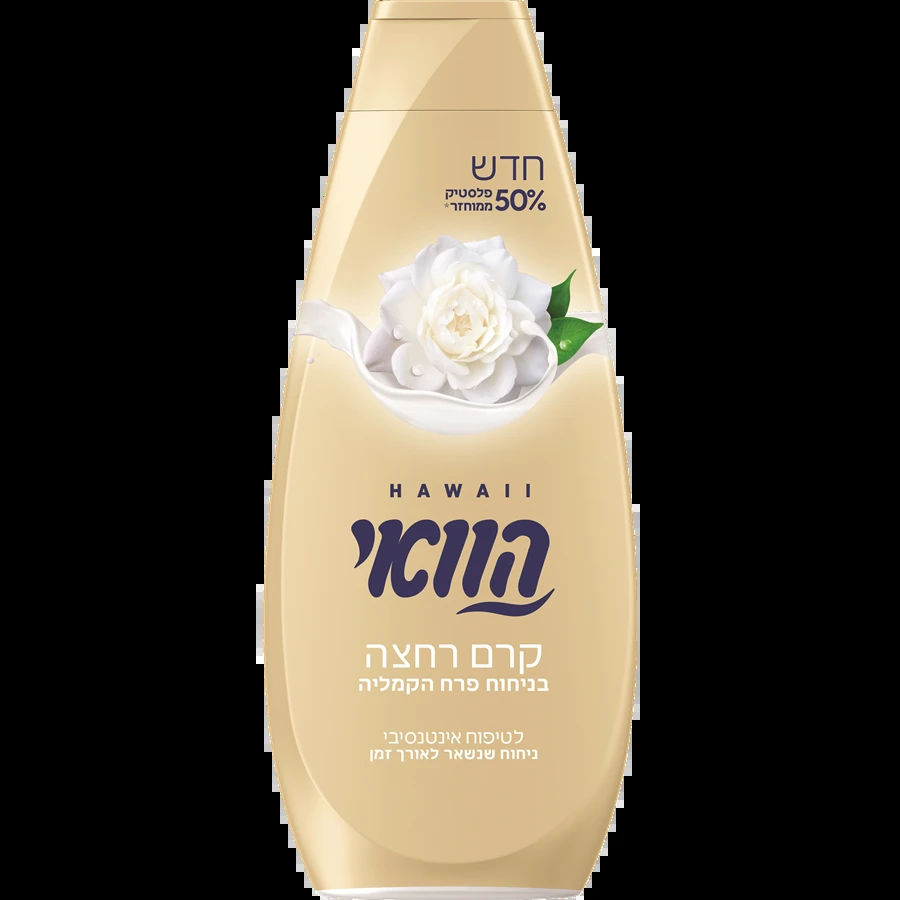 חדש
50% פלסטיק
ממוחזר*
HAWAII
הוואי
קרם רחצה
בניחוח פרח הקמליה
לטיפוח אינטנסיבי
ניחוח שנשאר לאורך זמן